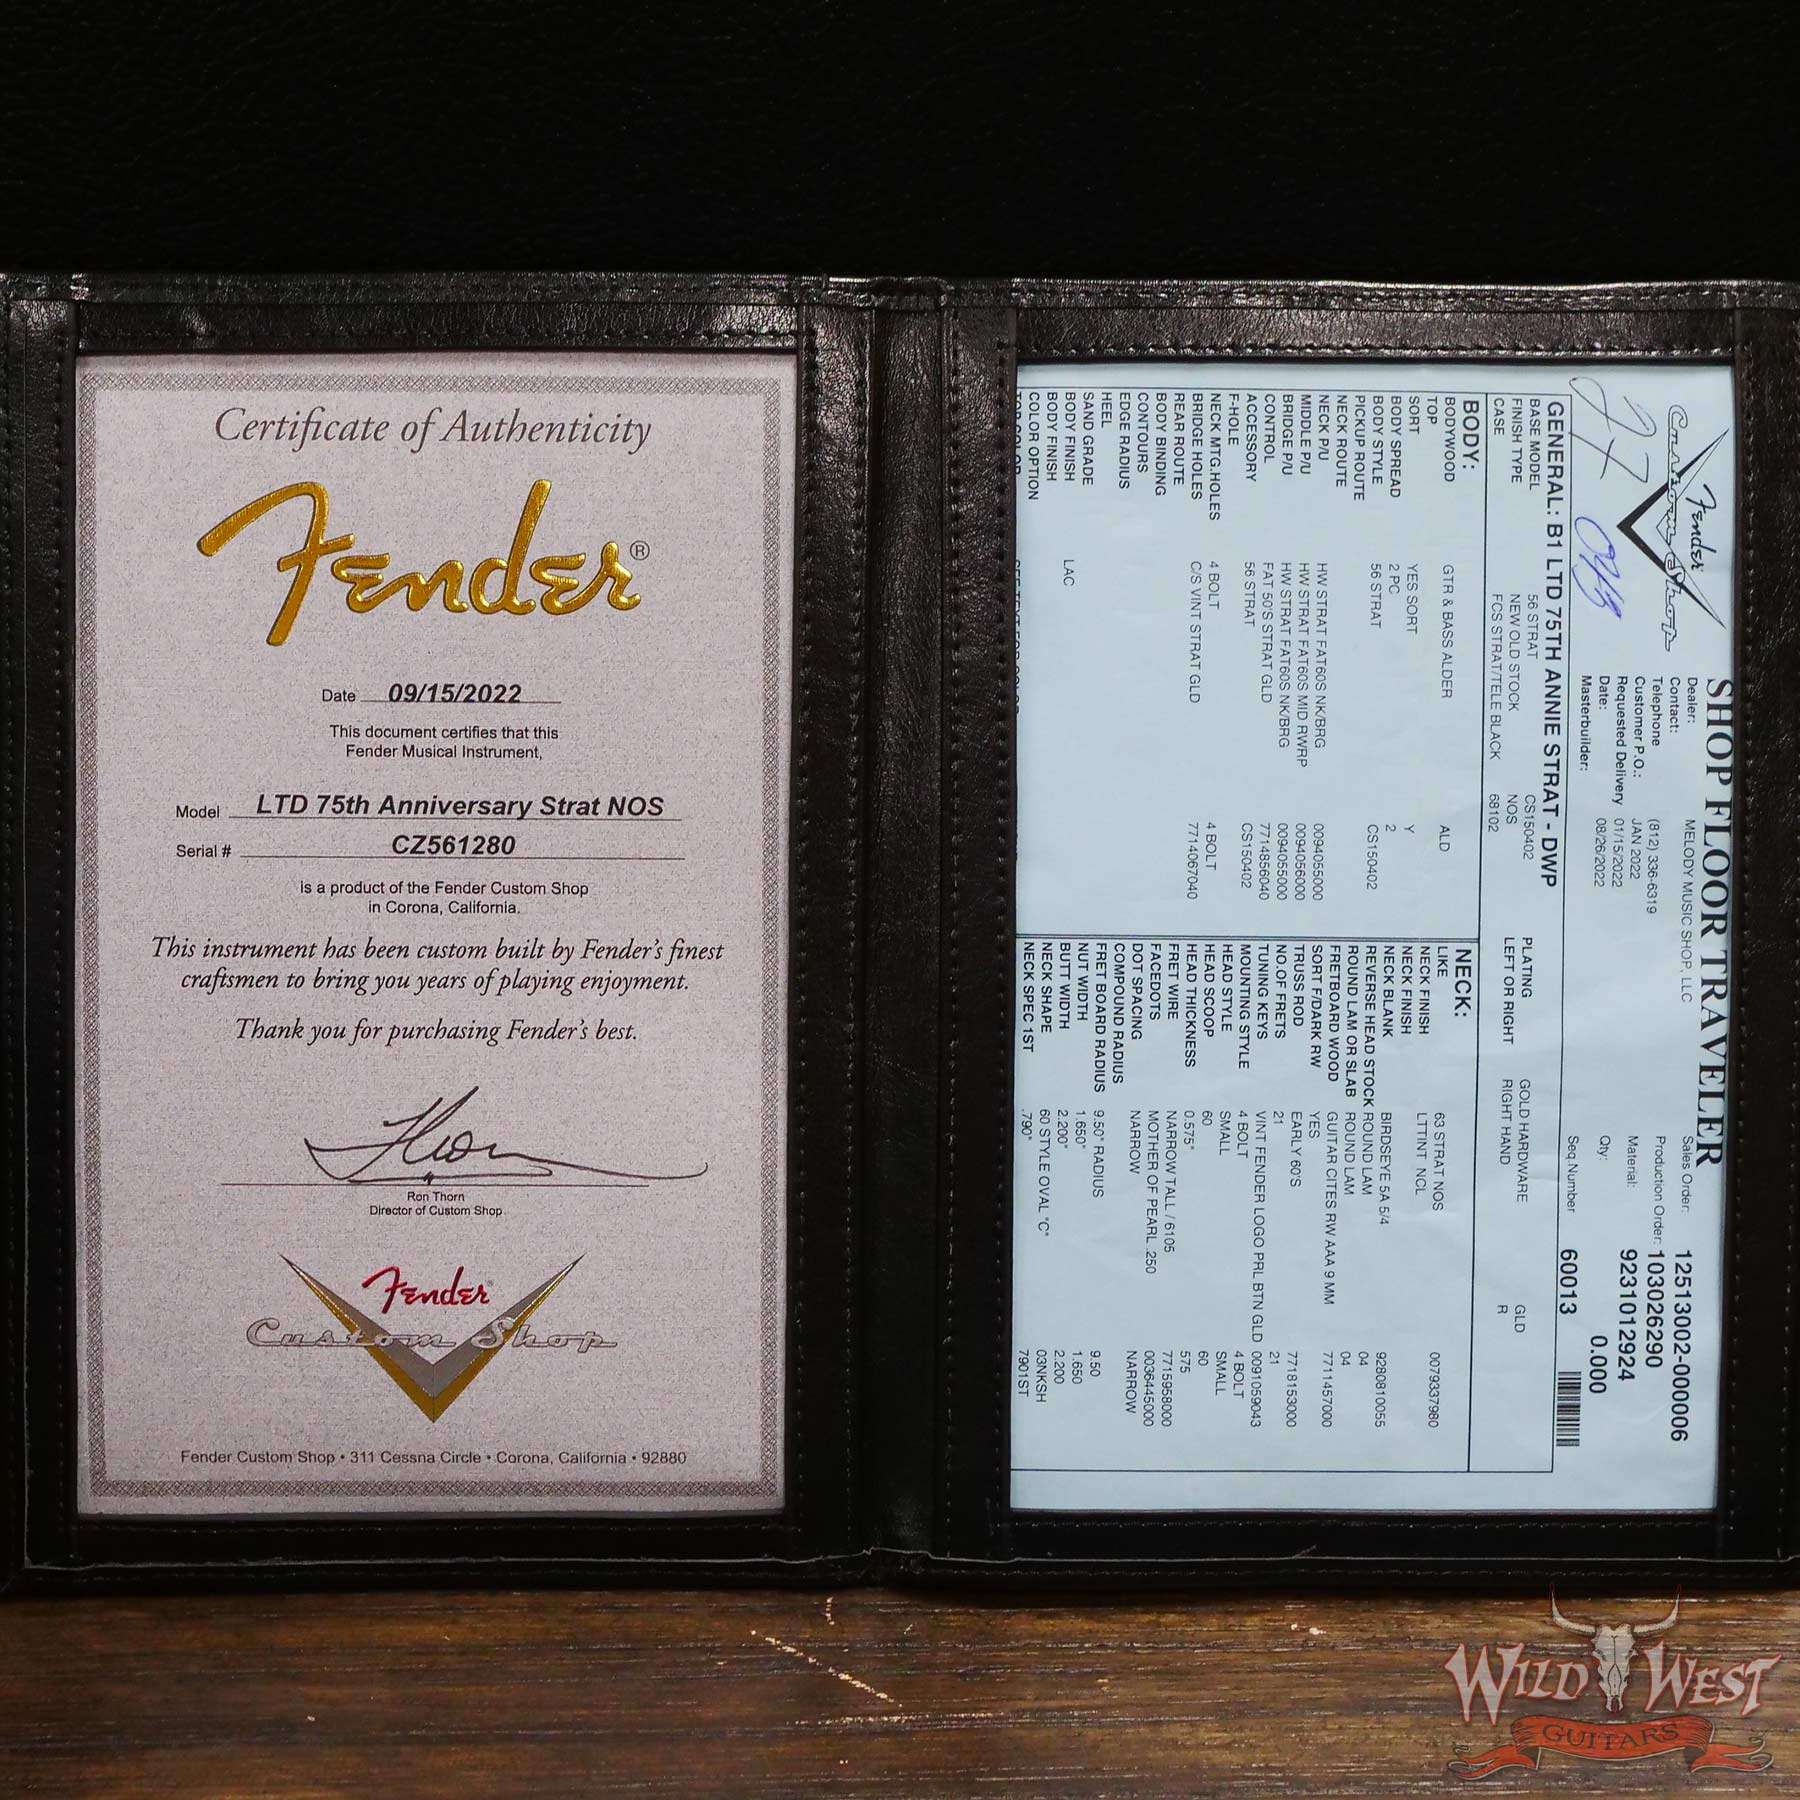 Certificate of Authenticity
Fender®
Date 09/15/2022
This document certifies that this
Fender Musical Instrument,
Model LTD 75th Anniversary Strat NOS
Serial # CZ561280
is a product of the Fender Custom Shop
in Corona, California.
This instrument has been custom built by Fender's finest
craftsmen to bring you years of playing enjoyment.
Thank you for purchasing Fender's best.
Ron Thorn
Director of Custom Shop
Fender
Custom Shop
Fender Custom Shop • 311 Cessna Circle • Corona, California • 92880
Fender
Custom Shop
SHOP FLOOR TRAVELER
Dealer: MELODY MUSIC SHOP, LLC
Contact:
Telephone (812) 336-6319
Customer P.O.: JAN 2022
Requested Delivery 01/15/2022
Date: 08/26/2022
Masterbuilder:
Sales Order: 12513002-000006
Production Order: 103026290
Material: 9231012924
Qty: 0.000
Seq.Number 60013
GENERAL: B1 LTD 75TH ANNIE STRAT - DWP
BASE MODEL 56 STRAT CS150402 PLATING GOLD HARDWARE GLD
FINISH TYPE NEW OLD STOCK NOS LEFT OR RIGHT RIGHT HAND R
CASE FCS STRAT/TELE BLACK 68102
BODY:
BODYWOOD GTR & BASS ALDER ALD
TOP
SORT YES SORT Y
BODY SPREAD 2 PC 2
BODY STYLE 56 STRAT CS150402
PICKUP ROUTE
NECK ROUTE
NECK P/U HW STRAT FAT60S NK/BRG 0094055000
MIDDLE P/U HW STRAT FAT60S MID RWRP 0094056000
BRIDGE P/U HW STRAT FAT60S NK/BRG 0094055000
CONTROL FAT 50'S STRAT GLD 7714856040
ACCESSORY 56 STRAT CS150402
F-HOLE
NECK MTG.HOLES 4 BOLT 4 BOLT
BRIDGE HOLES C/S VINT STRAT GLD 7714067040
REAR ROUTE
BODY BINDING
CONTOURS
EDGE RADIUS
HEEL
SAND GRADE
BODY FINISH LAC
BODY FINISH
COLOR OPTION
NECK:
LIKE
NECK FINISH 63 STRAT NOS 0079337980
NECK FINISH LTTINT NCL
NECK BLANK BIRDSEYE 5A 5/4 9280810055
REVERSE HEAD STOCK ROUND LAM 04
ROUND LAM OR SLAB ROUND LAM 04
FRETBOARD WOOD GUITAR CITES RW AAA 9 MM 7711457000
SORT F/DARK RW YES
TRUSS ROD EARLY 60'S 7718153000
NO.OF FRETS 21 21
TUNING KEYS VINT FENDER LOGO PRL BTN GLD 0091059043
MOUNTING STYLE 4 BOLT 4 BOLT
HEAD STYLE SMALL SMALL
HEAD SCOOP 60 60
HEAD THICKNESS 0.575" 575
FRET WIRE NARROW TALL / 6105 7715958000
FACEDOTS MOTHER OF PEARL .250 0036445000
DOT SPACING NARROW NARROW
COMPOUND RADIUS
FRET BOARD RADIUS 9.50" RADIUS 9.50
NUT WIDTH 1.650" 1.650
BUTT WIDTH 2.200" 2.200
NECK SHAPE 60 STYLE OVAL "C" 03NKSH
NECK SPEC 1ST .790" 7901ST
WILD WEST
GUITARS